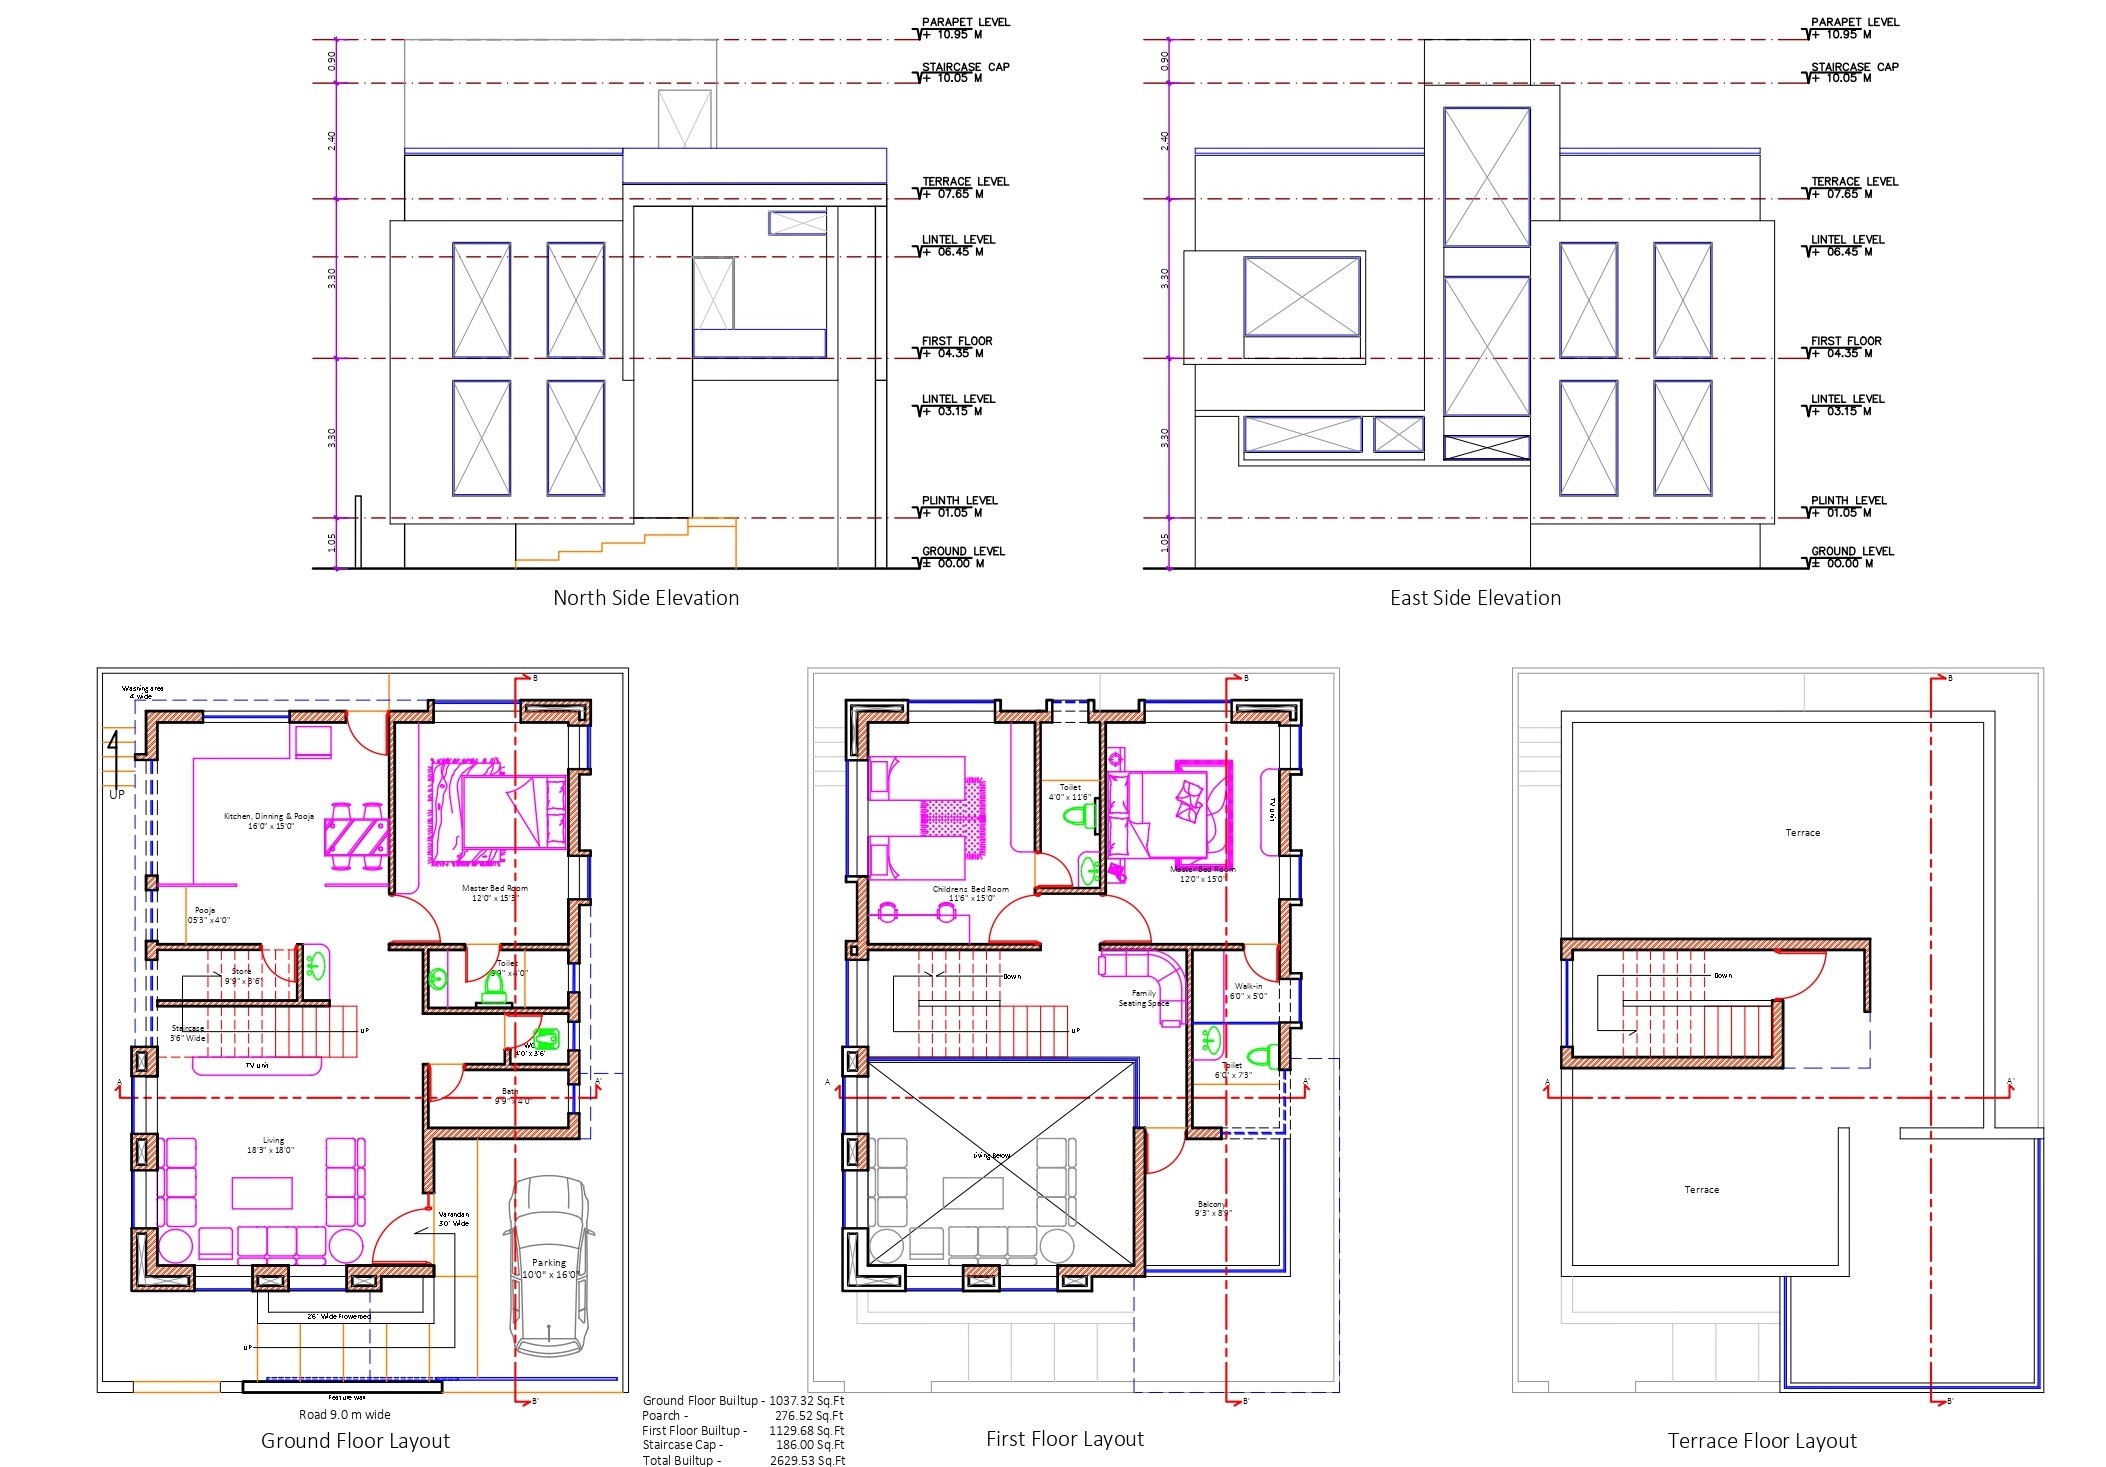 PARAPET LEVEL
+ 10.95 M
STAIRCASE CAP
+ 10.05 M
TERRACE LEVEL
+ 07.65 M
LINTEL LEVEL
+ 06.45 M
FIRST FLOOR
+ 04.35 M
LINTEL LEVEL
+ 03.15 M
PLINTH LEVEL
+ 01.05 M
GROUND LEVEL
± 00.00 M
0.90
2.40
3.30
3.30
1.05
North Side Elevation
PARAPET LEVEL
+ 10.95 M
STAIRCASE CAP
+ 10.05 M
TERRACE LEVEL
+ 07.65 M
LINTEL LEVEL
+ 06.45 M
FIRST FLOOR
+ 04.35 M
LINTEL LEVEL
+ 03.15 M
PLINTH LEVEL
+ 01.05 M
GROUND LEVEL
± 00.00 M
0.90
2.40
3.30
3.30
1.05
East Side Elevation
Washing area
4' wide
B
UP
Kitchen, Dinning & Pooja
16'0" x 15'0"
Master Bed Room
12'0" x 15'3"
Pooja
05'3" x 4'0"
Store
9'9" x 3'6"
Toilet
Staircase
3'6" Wide
UP
TV unit
A
A'
Bath
9'9" x 4'0"
Living
18'3" x 18'0"
Varandah
3'0" Wide
Parking
10'0" x 16'0"
2'6" Wide Flowerbed
UP
Feature wall
B'
Road 9.0 m wide
Ground Floor Layout
Ground Floor Builtup - 1037.32 Sq.Ft
Poarch - 276.52 Sq.Ft
First Floor Builtup - 1129.68 Sq.Ft
Staircase Cap - 186.00 Sq.Ft
Total Builtup - 2629.53 Sq.Ft
B
Toilet
4'0" x 11'6"
TV unit
Childrens Bed Room
11'6" x 15'0"
Master Bed Room
12'0" x 15'0"
Down
Family
Seating Space
Walk-in
6'0" x 5'0"
UP
Toilet
6'0" x 7'3"
A
A'
Living Below
Balcony
9'3" x 8'9"
B'
First Floor Layout
B
Terrace
Down
A
A'
Terrace
B'
Terrace Floor Layout